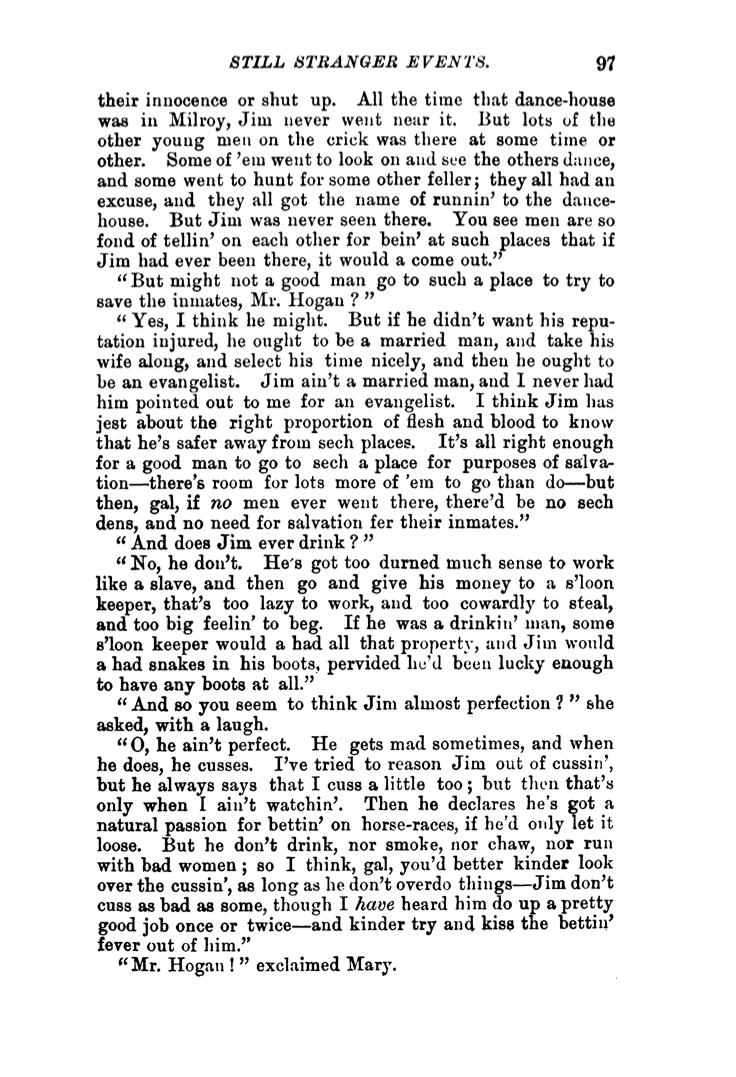 STILL STRANGER EVENTS. 97
their innocence or shut up. All the time that dance-house
was in Milroy, Jim never went near it. But lots of the
other young men on the crick was there at some time or
other. Some of 'em went to look on and see the others dance,
and some went to hunt for some other feller; they all had an
excuse, and they all got the name of runnin' to the dance-
house. But Jim was never seen there. You see men are so
fond of tellin' on each other for bein' at such places that if
Jim had ever been there, it would a come out."
"But might not a good man go to such a place to try to
save the inmates, Mr. Hogan?"
"Yes, I think he might. But if he didn't want his repu-
tation injured, he ought to be a married man, and take his
wife along, and select his time nicely, and then he ought to
be an evangelist. Jim ain't a married man, and I never had
him pointed out to me for an evangelist. I think Jim has
jest about the right proportion of flesh and blood to know
that he's safer away from sech places. It's all right enough
for a good man to go to sech a place for purposes of salva-
tion—there's room for lots more of 'em to go than do—but
then, gal, if no men ever went there, there'd be no sech
dens, and no need for salvation fer their inmates."
"And does Jim ever drink?"
"No, he don't. He's got too durned much sense to work
like a slave, and then go and give his money to a s'loon
keeper, that's too lazy to work, and too cowardly to steal,
and too big feelin' to beg. If he was a drinkin' man, some
s'loon keeper would a had all that property, and Jim would
a had snakes in his boots, pervided he'd been lucky enough
to have any boots at all."
"And so you seem to think Jim almost perfection?" she
asked, with a laugh.
"O, he ain't perfect. He gets mad sometimes, and when
he does, he cusses. I've tried to reason Jim out of cussin',
but he always says that I cuss a little too; but then that's
only when I ain't watchin'. Then he declares he's got a
natural passion for bettin' on horse-races, if he'd only let it
loose. But he don't drink, nor smoke, nor chaw, nor run
with bad women; so I think, gal, you'd better kinder look
over the cussin', as long as he don't overdo things—Jim don't
cuss as bad as some, though I have heard him do up a pretty
good job once or twice—and kinder try and kiss the bettin'
fever out of him."
"Mr. Hogan!" exclaimed Mary.